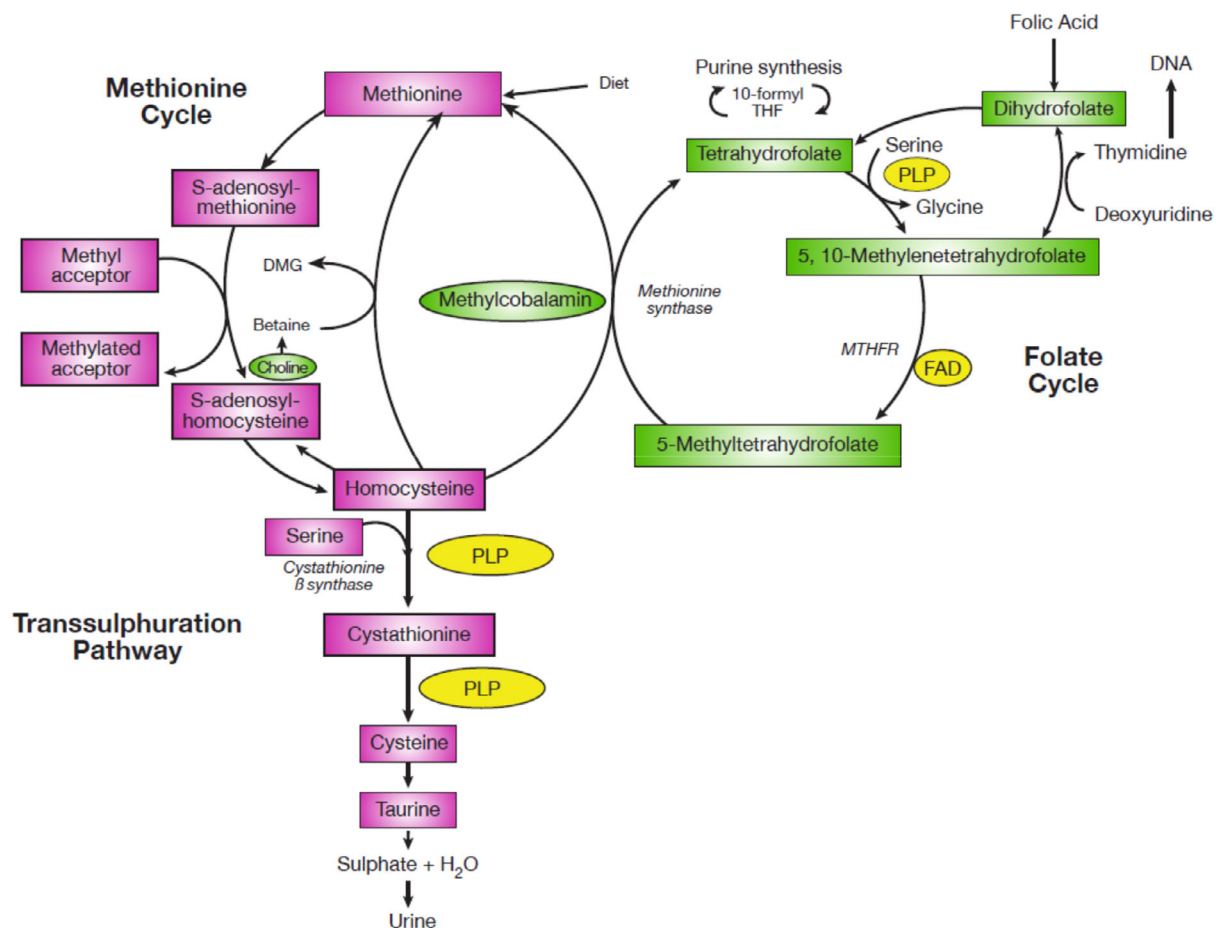 Methionine
Cycle
Methionine
Diet
S-adenosyl-
methionine
Methyl
acceptor
Methylated
acceptor
DMG
Betaine
Choline
S-adenosyl-
homocysteine
Homocysteine
Methylcobalamin
Methionine
synthase
Folic Acid
Purine synthesis
10-formyl
THF
Dihydrofolate
DNA
Tetrahydrofolate
Serine
PLP
Glycine
Thymidine
Deoxyuridine
5, 10-Methylenetetrahydrofolate
MTHFR
FAD
Folate
Cycle
5-Methyltetrahydrofolate
Serine
Cystathionine
ß synthase
PLP
Transsulphuration
Pathway
Cystathionine
PLP
Cysteine
Taurine
Sulphate + H₂O
Urine